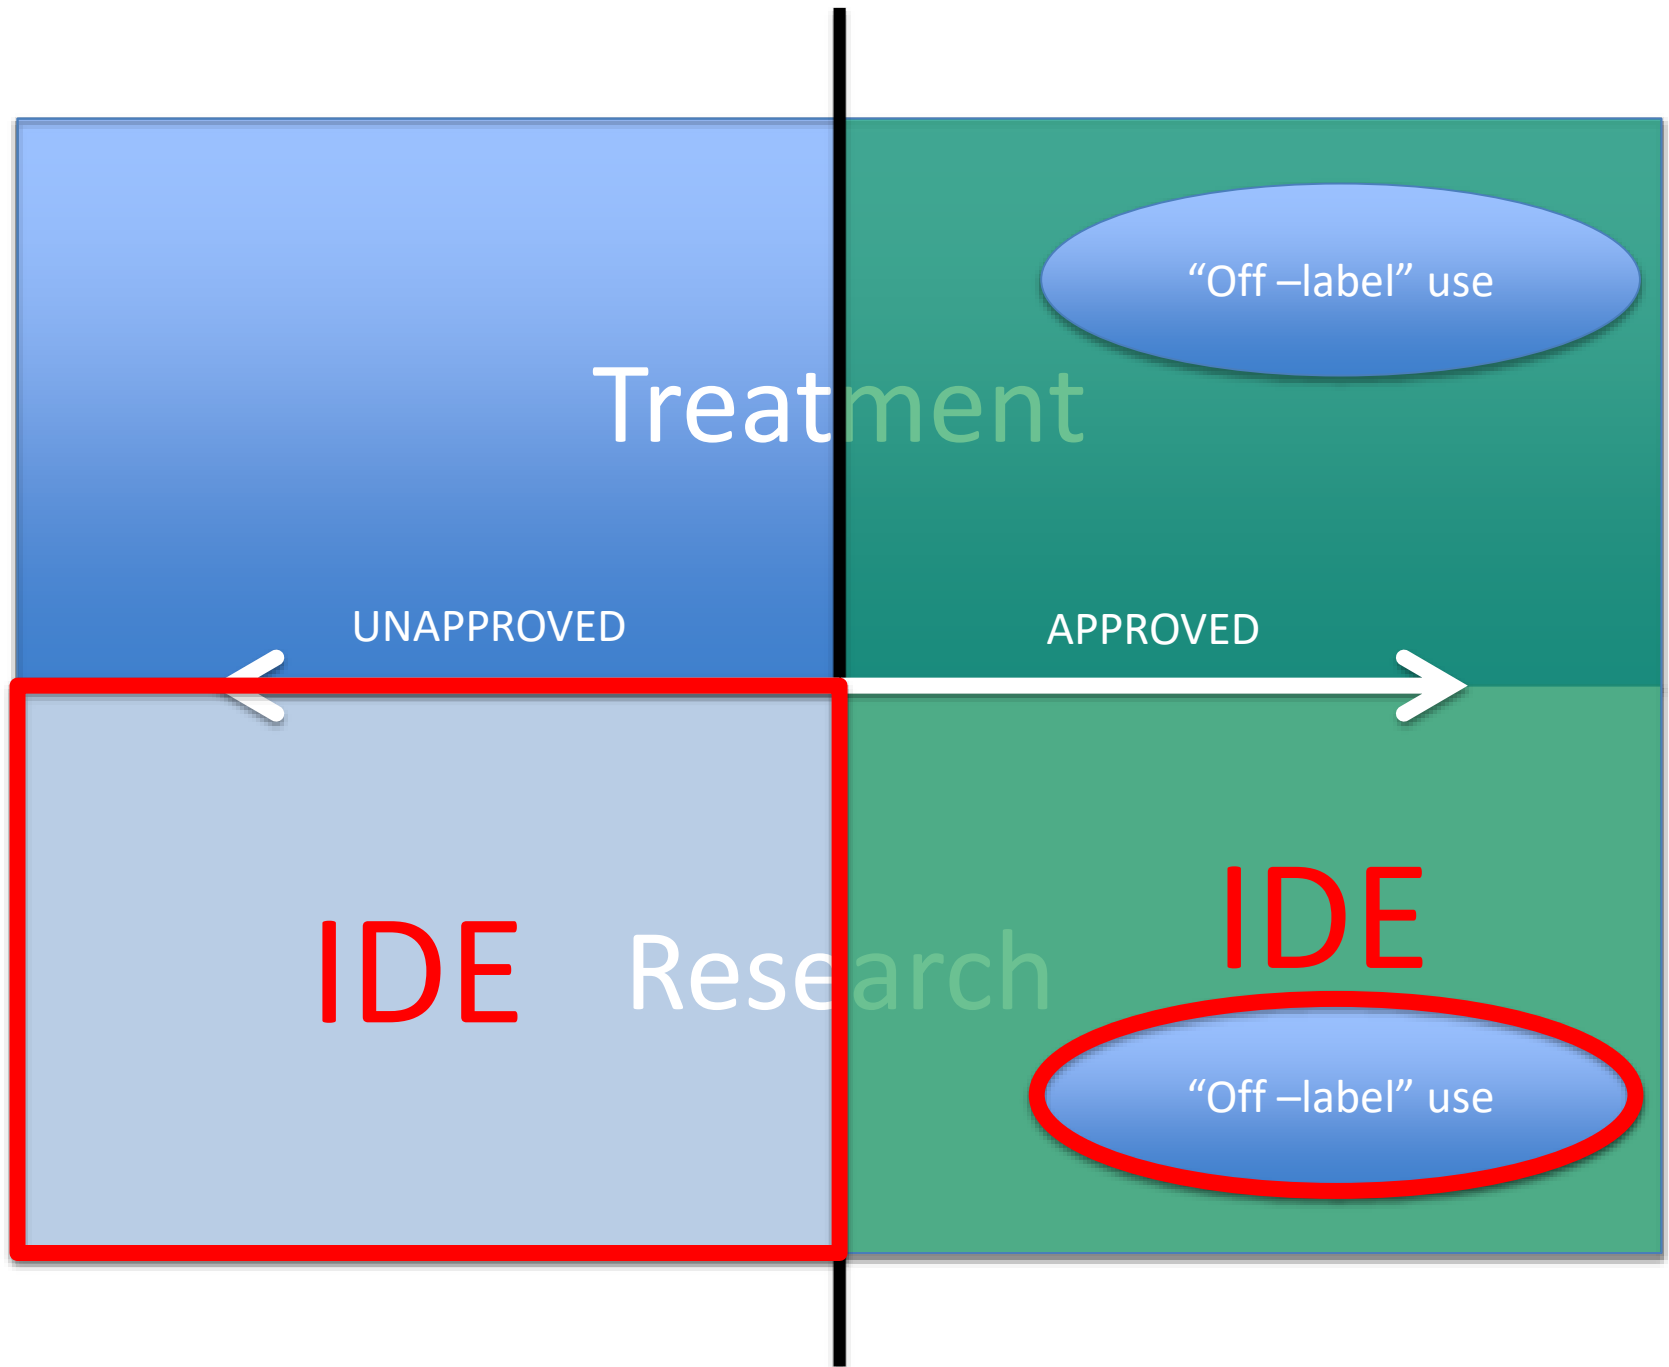 “Off –label” use
Treatment
UNAPPROVED
APPROVED
IDE
IDE
Research
“Off –label” use